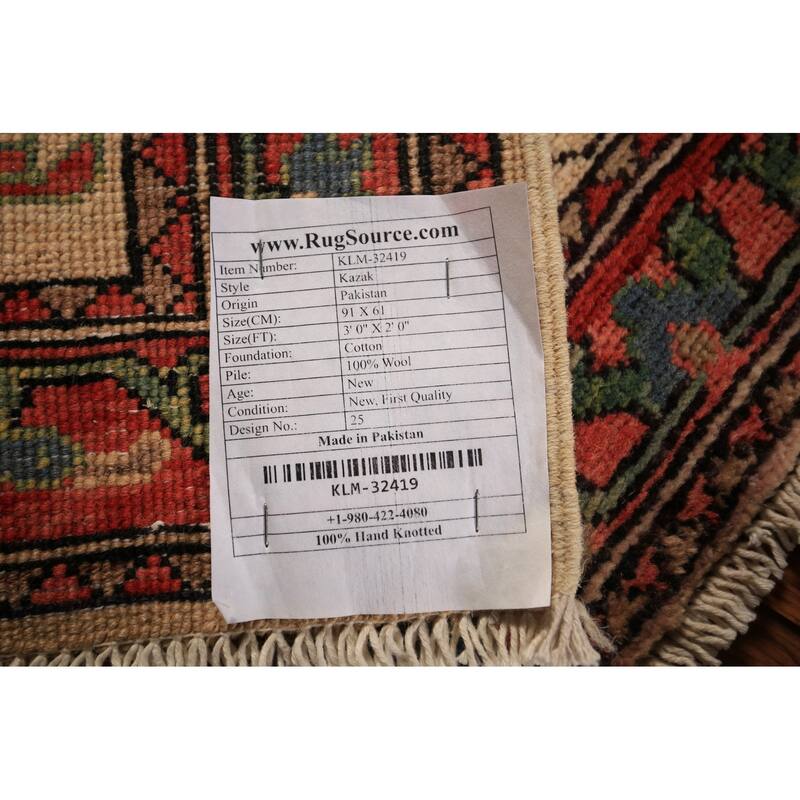 www.RugSource.com
Item Number: KLM-32419
Style Kazak
Origin Pakistan
Size(CM): 91 X 61
Size(FT): 3' 0" X 2' 0"
Foundation: Cotton
Pile: 100% Wool
Age: New
Condition: New, First Quality
Design No.: 25
Made in Pakistan
KLM-32419
+1-980-422-4080
100% Hand Knotted